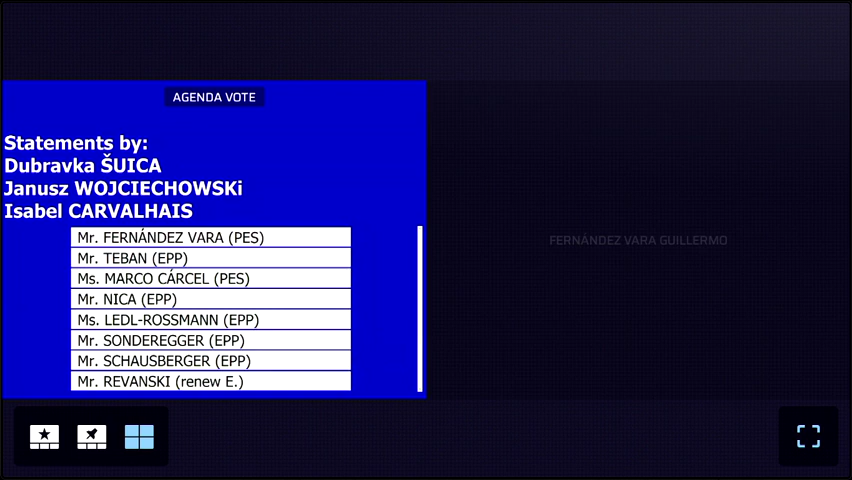 AGENDA VOTE
Statements by:
Dubravka ŠUICA
Janusz WOJCIECHOWSKi
Isabel CARVALHAIS
Mr. FERNÁNDEZ VARA (PES)
Mr. TEBAN (EPP)
Ms. MARCO CÁRCEL (PES)
Mr. NICA (EPP)
Ms. LEDL-ROSSMANN (EPP)
Mr. SONDEREGGER (EPP)
Mr. SCHAUSBERGER (EPP)
Mr. REVANSKI (renew E.)
FERNANDEZ VARA GUILLERMO